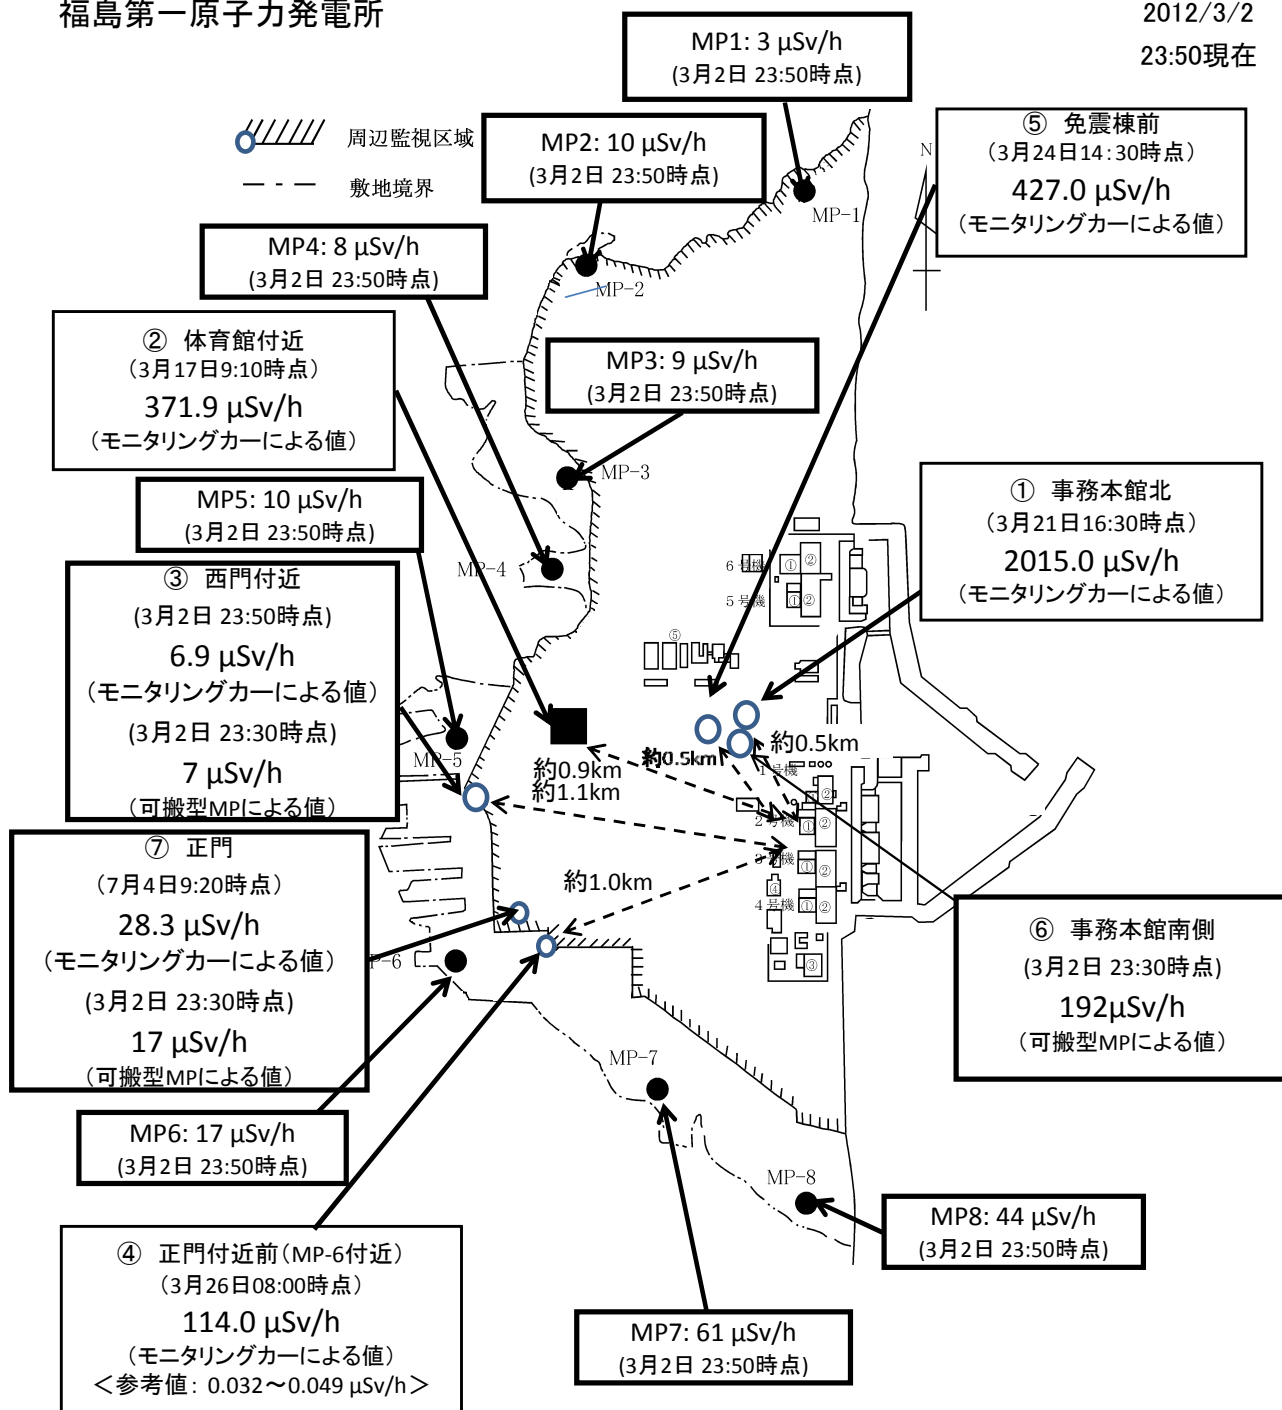 福島第一原子力発電所
2012/3/2
23:50現在
MP1: 3 μSv/h
(3月2日 23:50時点)
周辺監視区域
敷地境界
MP2: 10 μSv/h
(3月2日 23:50時点)
⑤ 免震棟前
(3月24日14:30時点)
427.0 μSv/h
(モニタリングカーによる値)
N
MP-1
MP4: 8 μSv/h
(3月2日 23:50時点)
MP-2
② 体育館付近
(3月17日9:10時点)
371.9 μSv/h
(モニタリングカーによる値)
MP3: 9 μSv/h
(3月2日 23:50時点)
MP-3
MP5: 10 μSv/h
(3月2日 23:50時点)
① 事務本館北
(3月21日16:30時点)
2015.0 μSv/h
(モニタリングカーによる値)
MP-4
6号機
①
②
5号機
①
②
③ 西門付近
(3月2日 23:50時点)
6.9 μSv/h
(モニタリングカーによる値)
(3月2日 23:30時点)
7 μSv/h
(可搬型MPによる値)
⑤
MP-5
約0.9km
約1.1km
約0.5km
約0.5km
1号機
②
2号機
①
②
3号機
①
②
④
4号機
①
②
③
約1.0km
⑦ 正門
(7月4日9:20時点)
28.3 μSv/h
(モニタリングカーによる値)
(3月2日 23:30時点)
17 μSv/h
(可搬型MPによる値)
P-6
⑥ 事務本館南側
(3月2日 23:30時点)
192μSv/h
(可搬型MPによる値)
MP-7
MP6: 17 μSv/h
(3月2日 23:50時点)
MP-8
MP8: 44 μSv/h
(3月2日 23:50時点)
④ 正門付近前(MP-6付近)
(3月26日08:00時点)
114.0 μSv/h
(モニタリングカーによる値)
<参考値: 0.032～0.049 μSv/h>
MP7: 61 μSv/h
(3月2日 23:50時点)